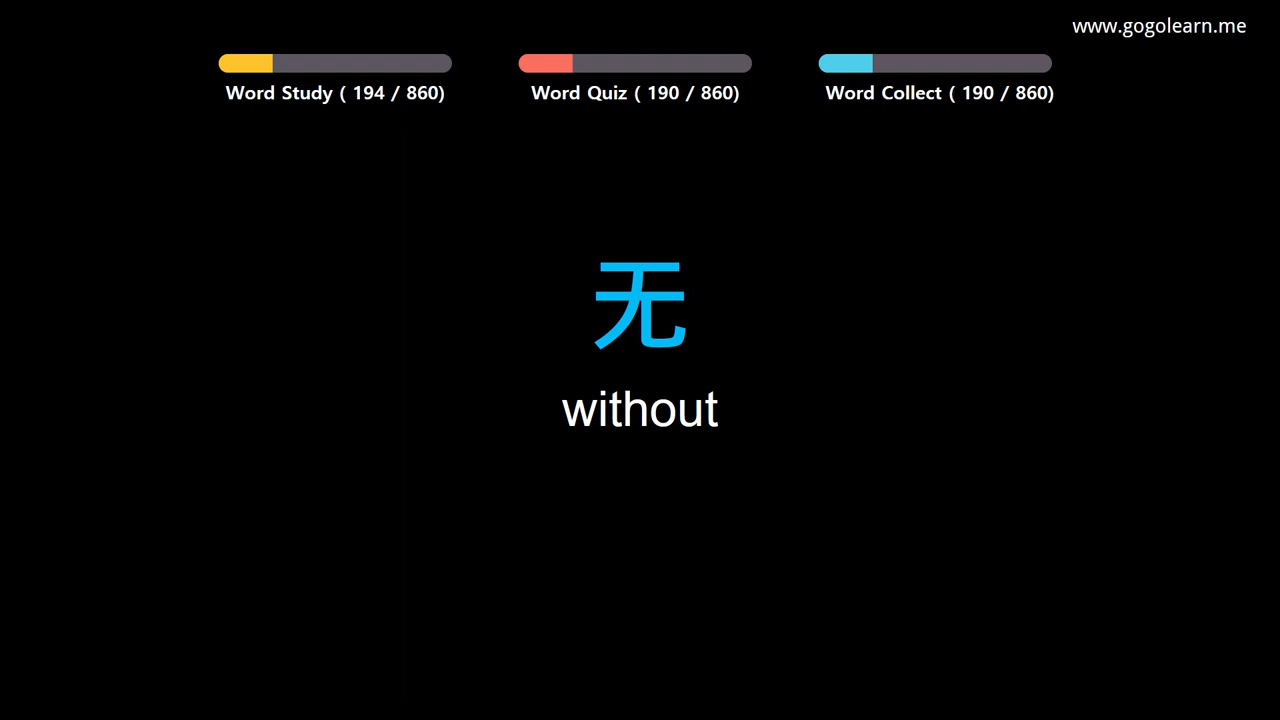 www.gogolearn.me
Word Study ( 194 / 860)
Word Quiz ( 190 / 860)
Word Collect ( 190 / 860)
无
without